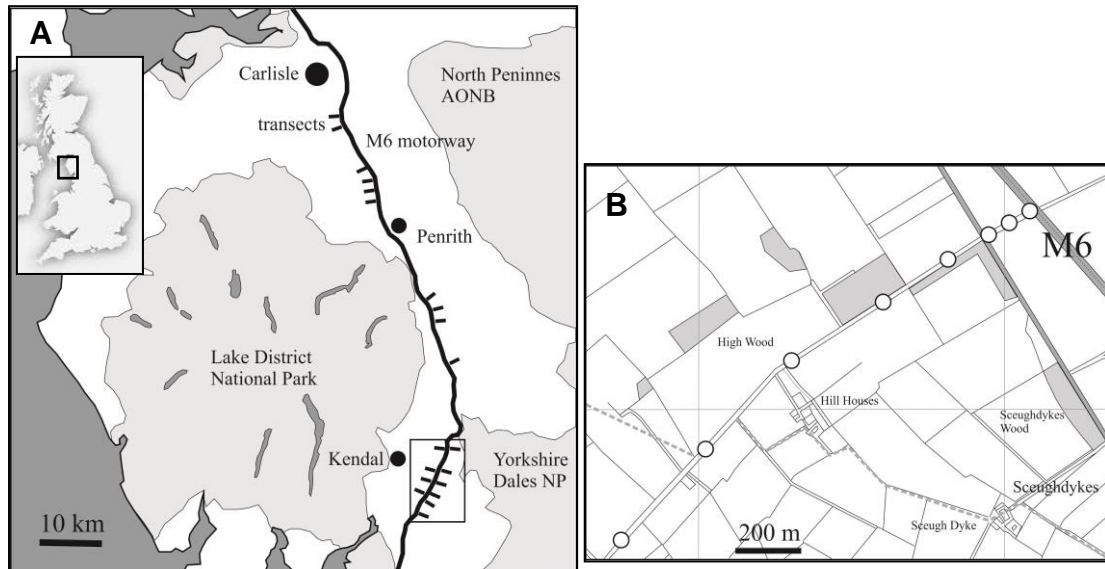 A
Carlisle
North Peninnes
AONB
transects
M6 motorway
Penrith
Lake District
National Park
Kendal
Yorkshire
Dales NP
10 km
B
M6
High Wood
Hill Houses
Sceughdykes
Wood
Sceughdykes
Sceugh Dyke
200 m